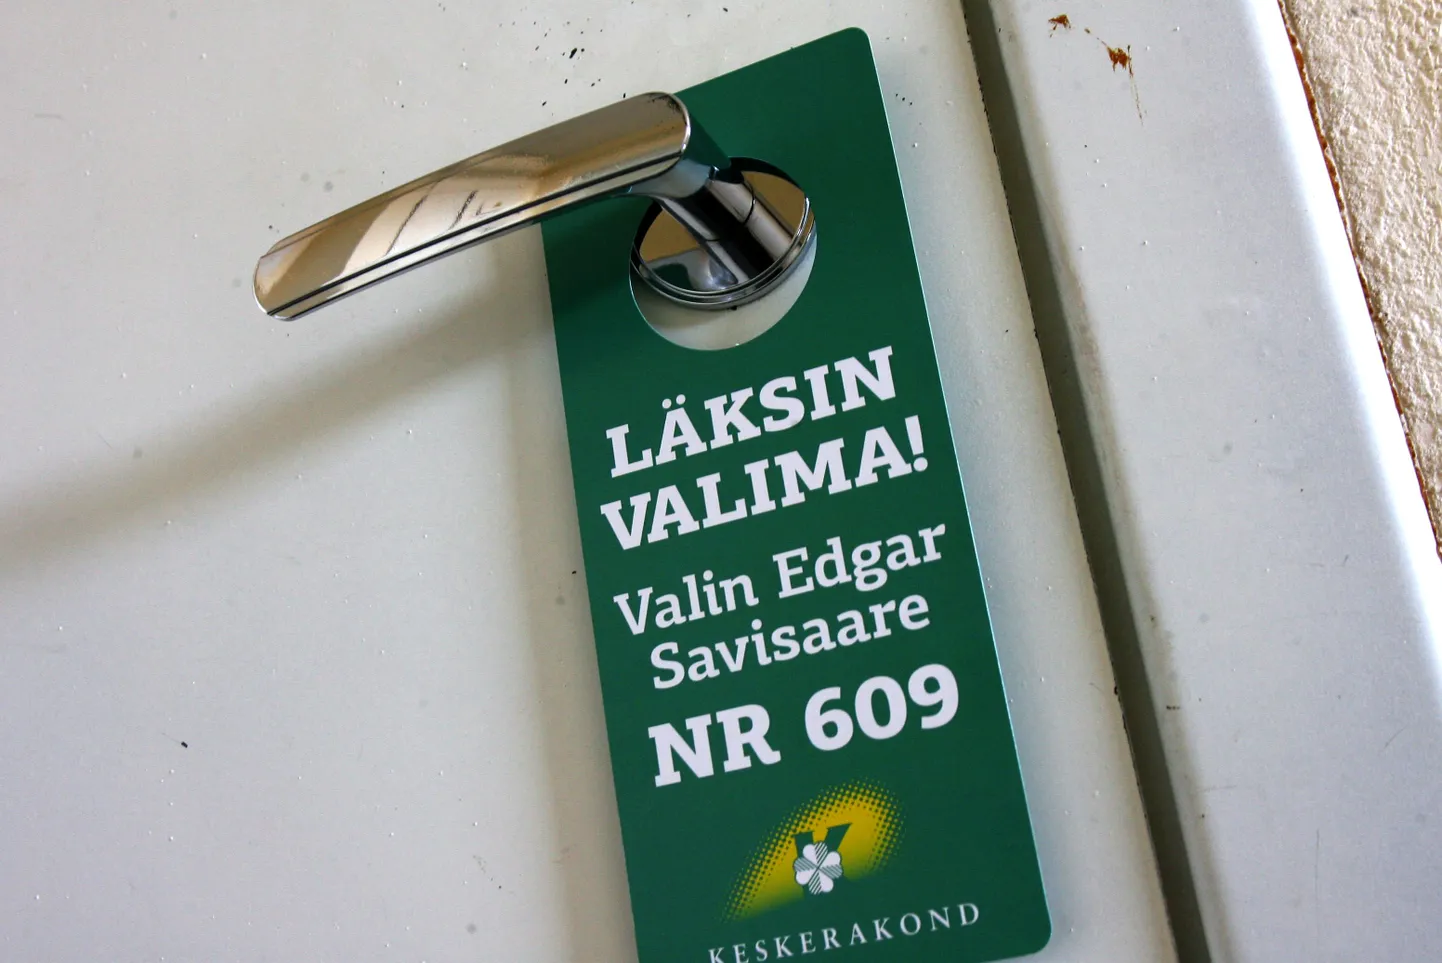 LÄKSIN
VALIMA!
Valin Edgar
Savisaare
NR 609
K
KESKERAKOND